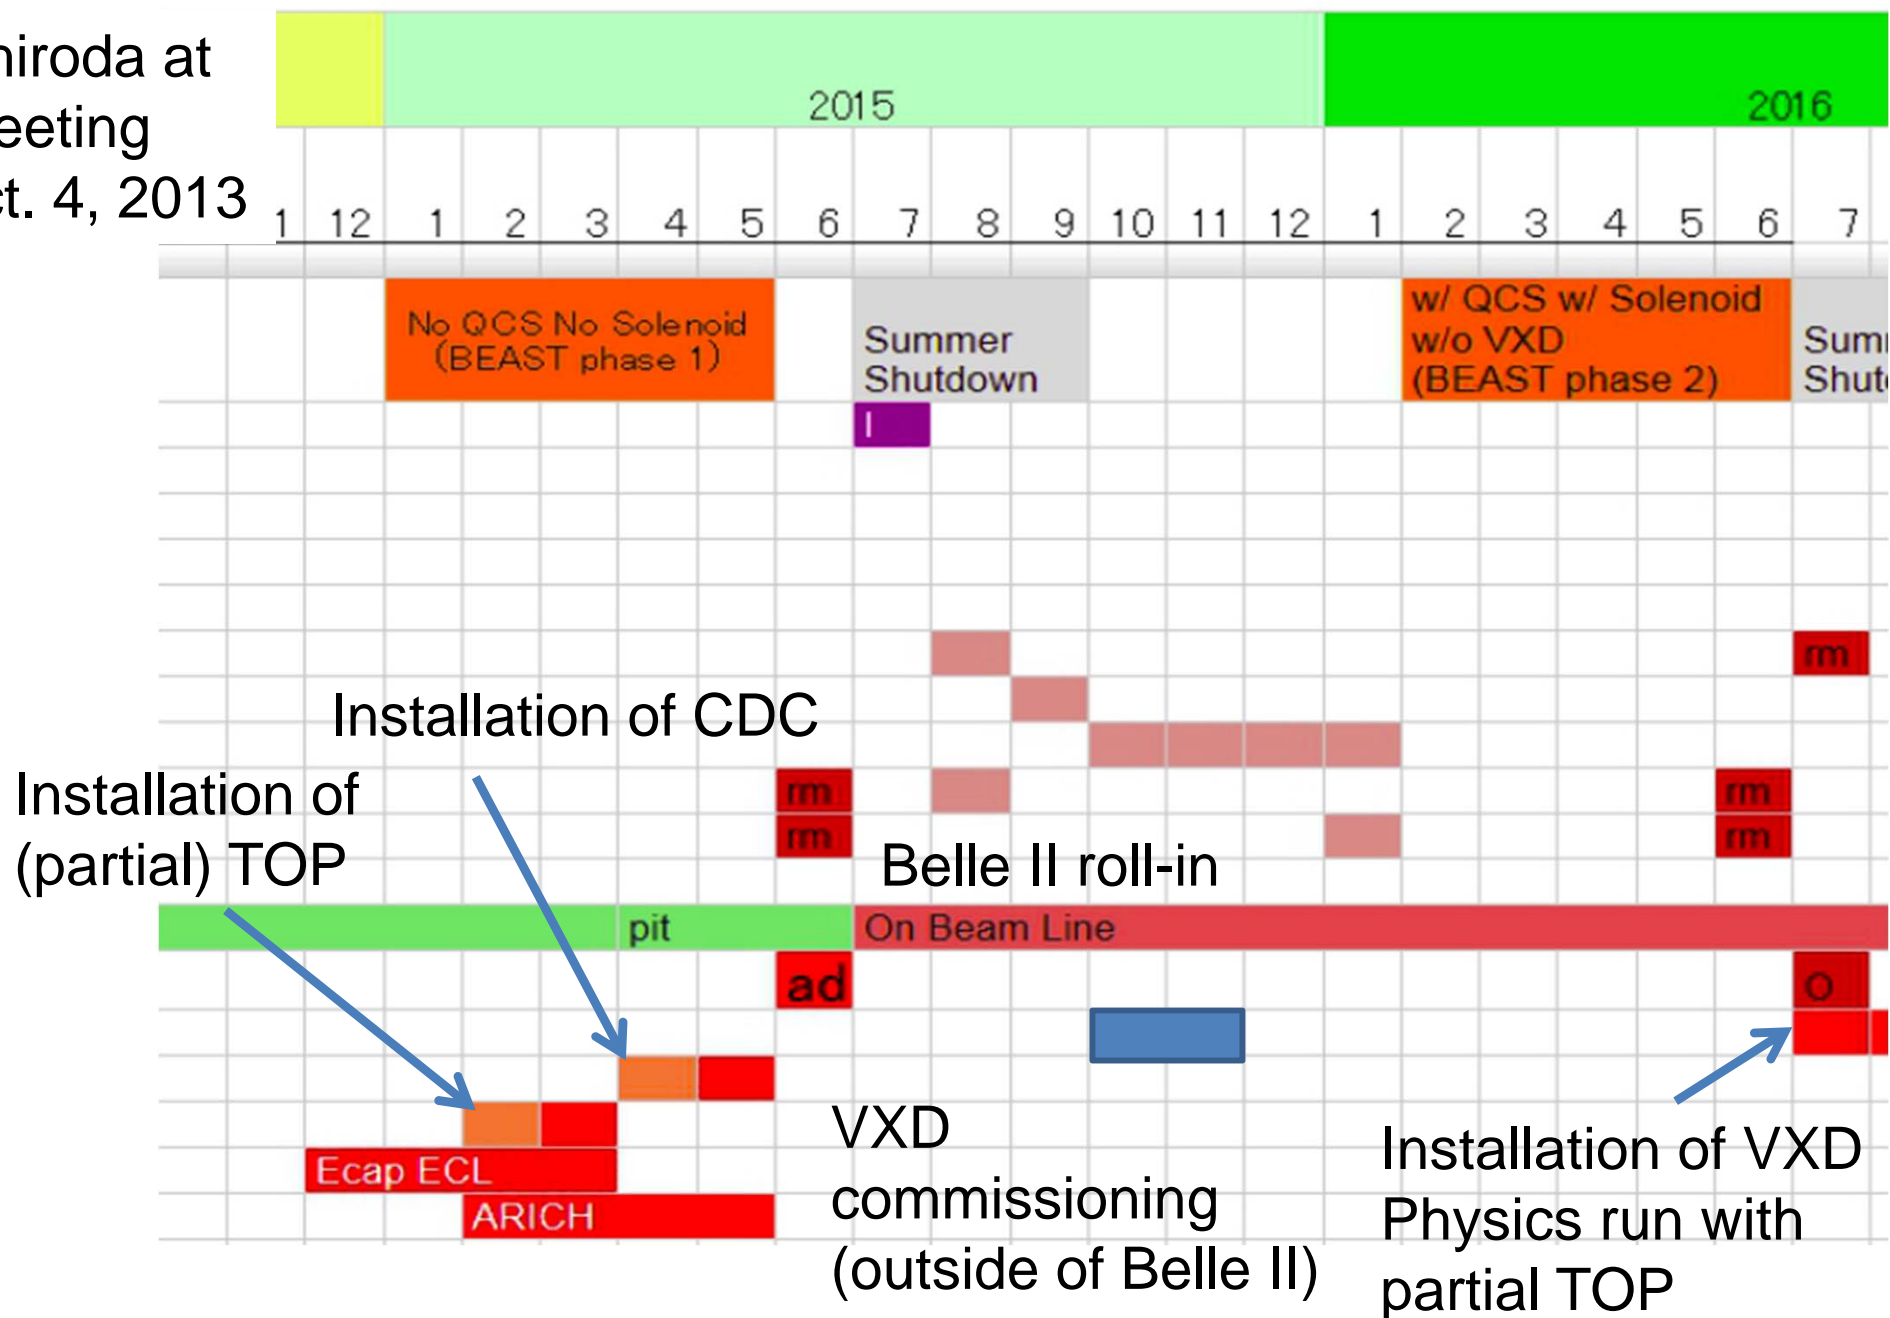 hiroda at
eeting
ct. 4, 2013
2015
2016
1 12 1 2 3 4 5 6 7 8 9 10 11 12 1 2 3 4 5 6 7
No QCS No Solenoid
(BEAST phase 1)
Summer
Shutdown
w/ QCS w/ Solenoid
w/o VXD
(BEAST phase 2)
Sum
Shut
I
rm
Installation of CDC
Installation of
(partial) TOP
rm
rm
rm
rm
Belle II roll-in
pit
On Beam Line
ad
o
Ecap ECL
ARICH
VXD
commissioning
(outside of Belle II)
Installation of VXD
Physics run with
partial TOP